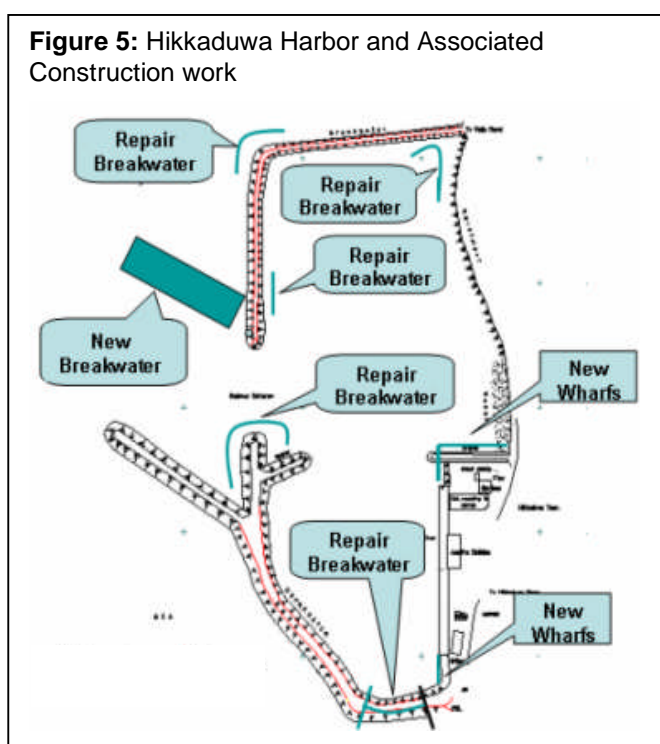 Figure 5: Hikkaduwa Harbor and Associated
Construction work
Repair
Breakwater
Repair
Breakwater
Repair
Breakwater
New
Breakwater
Repair
Breakwater
New
Wharfs
Repair
Breakwater
New
Wharfs
SEA